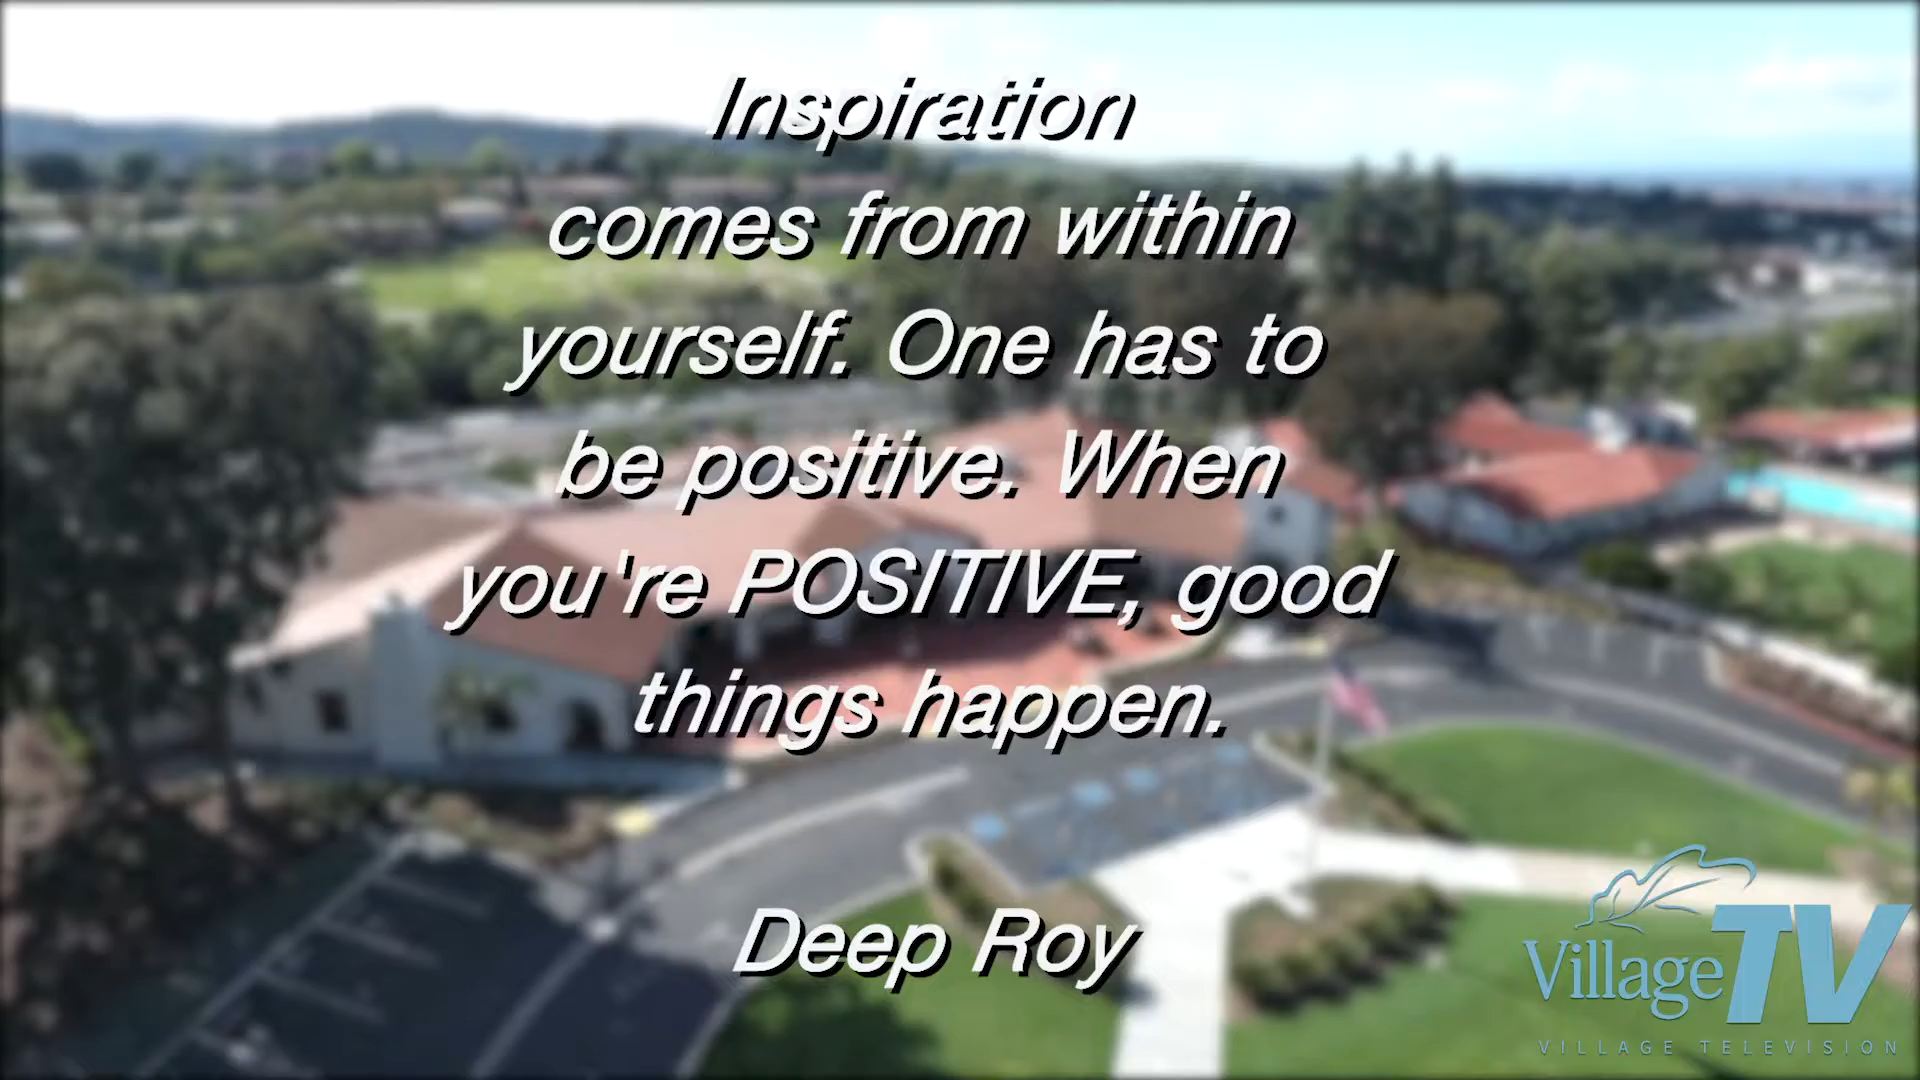 Inspiration
comes from within
yourself. One has to
be positive. When
you're POSITIVE, good
things happen.
Deep Roy
Village TV
VILLAGE TELEVISION